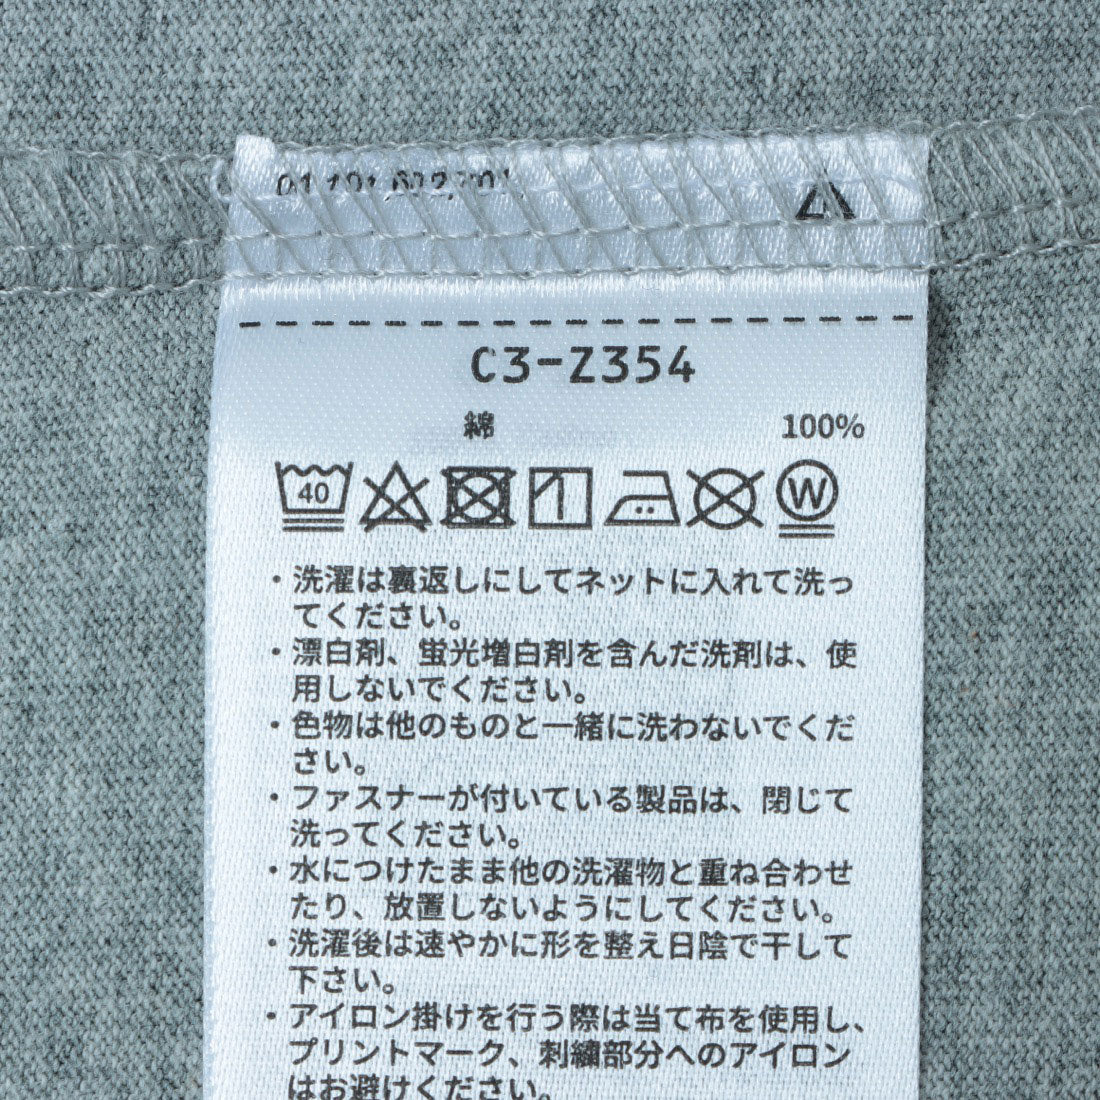 C3-Z354
綿 100%
40
W
・洗濯は裏返しにしてネットに入れて洗っ
てください。
・漂白剤、蛍光増白剤を含んだ洗剤は、使
用しないでください。
・色物は他のものと一緒に洗わないでくだ
さい。
・ファスナーが付いている製品は、閉じて
洗ってください。
・水につけたまま他の洗濯物と重ね合わせ
たり、放置しないようにしてください。
・洗濯後は速やかに形を整え日陰で干して
下さい。
・アイロン掛けを行う際は当て布を使用し、
プリントマーク、刺繍部分へのアイロン
はお避けください。